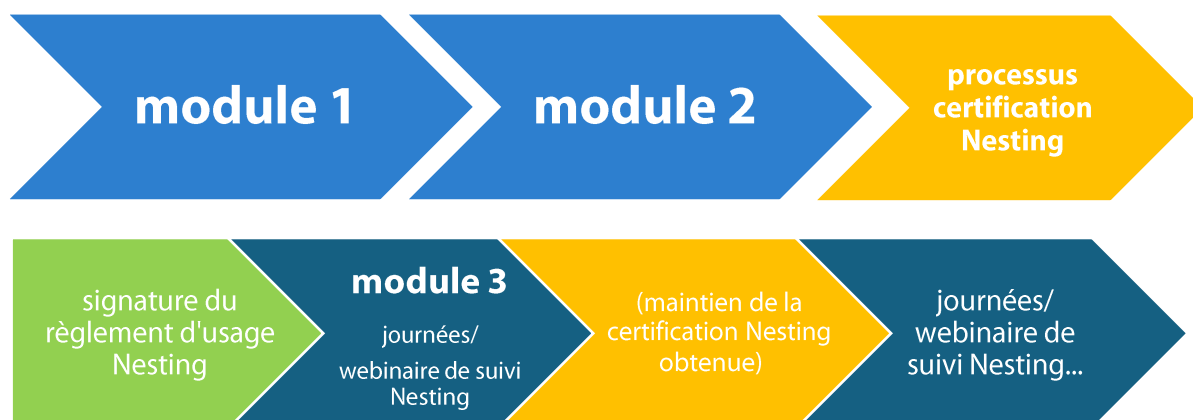 module 1
module 2
processus
certification
Nesting
signature du
règlement d'usage
Nesting
module 3
journées/
webinaire de suivi
Nesting
(maintien de la
certification Nesting
obtenue)
journées/
webinaire de
suivi Nesting...